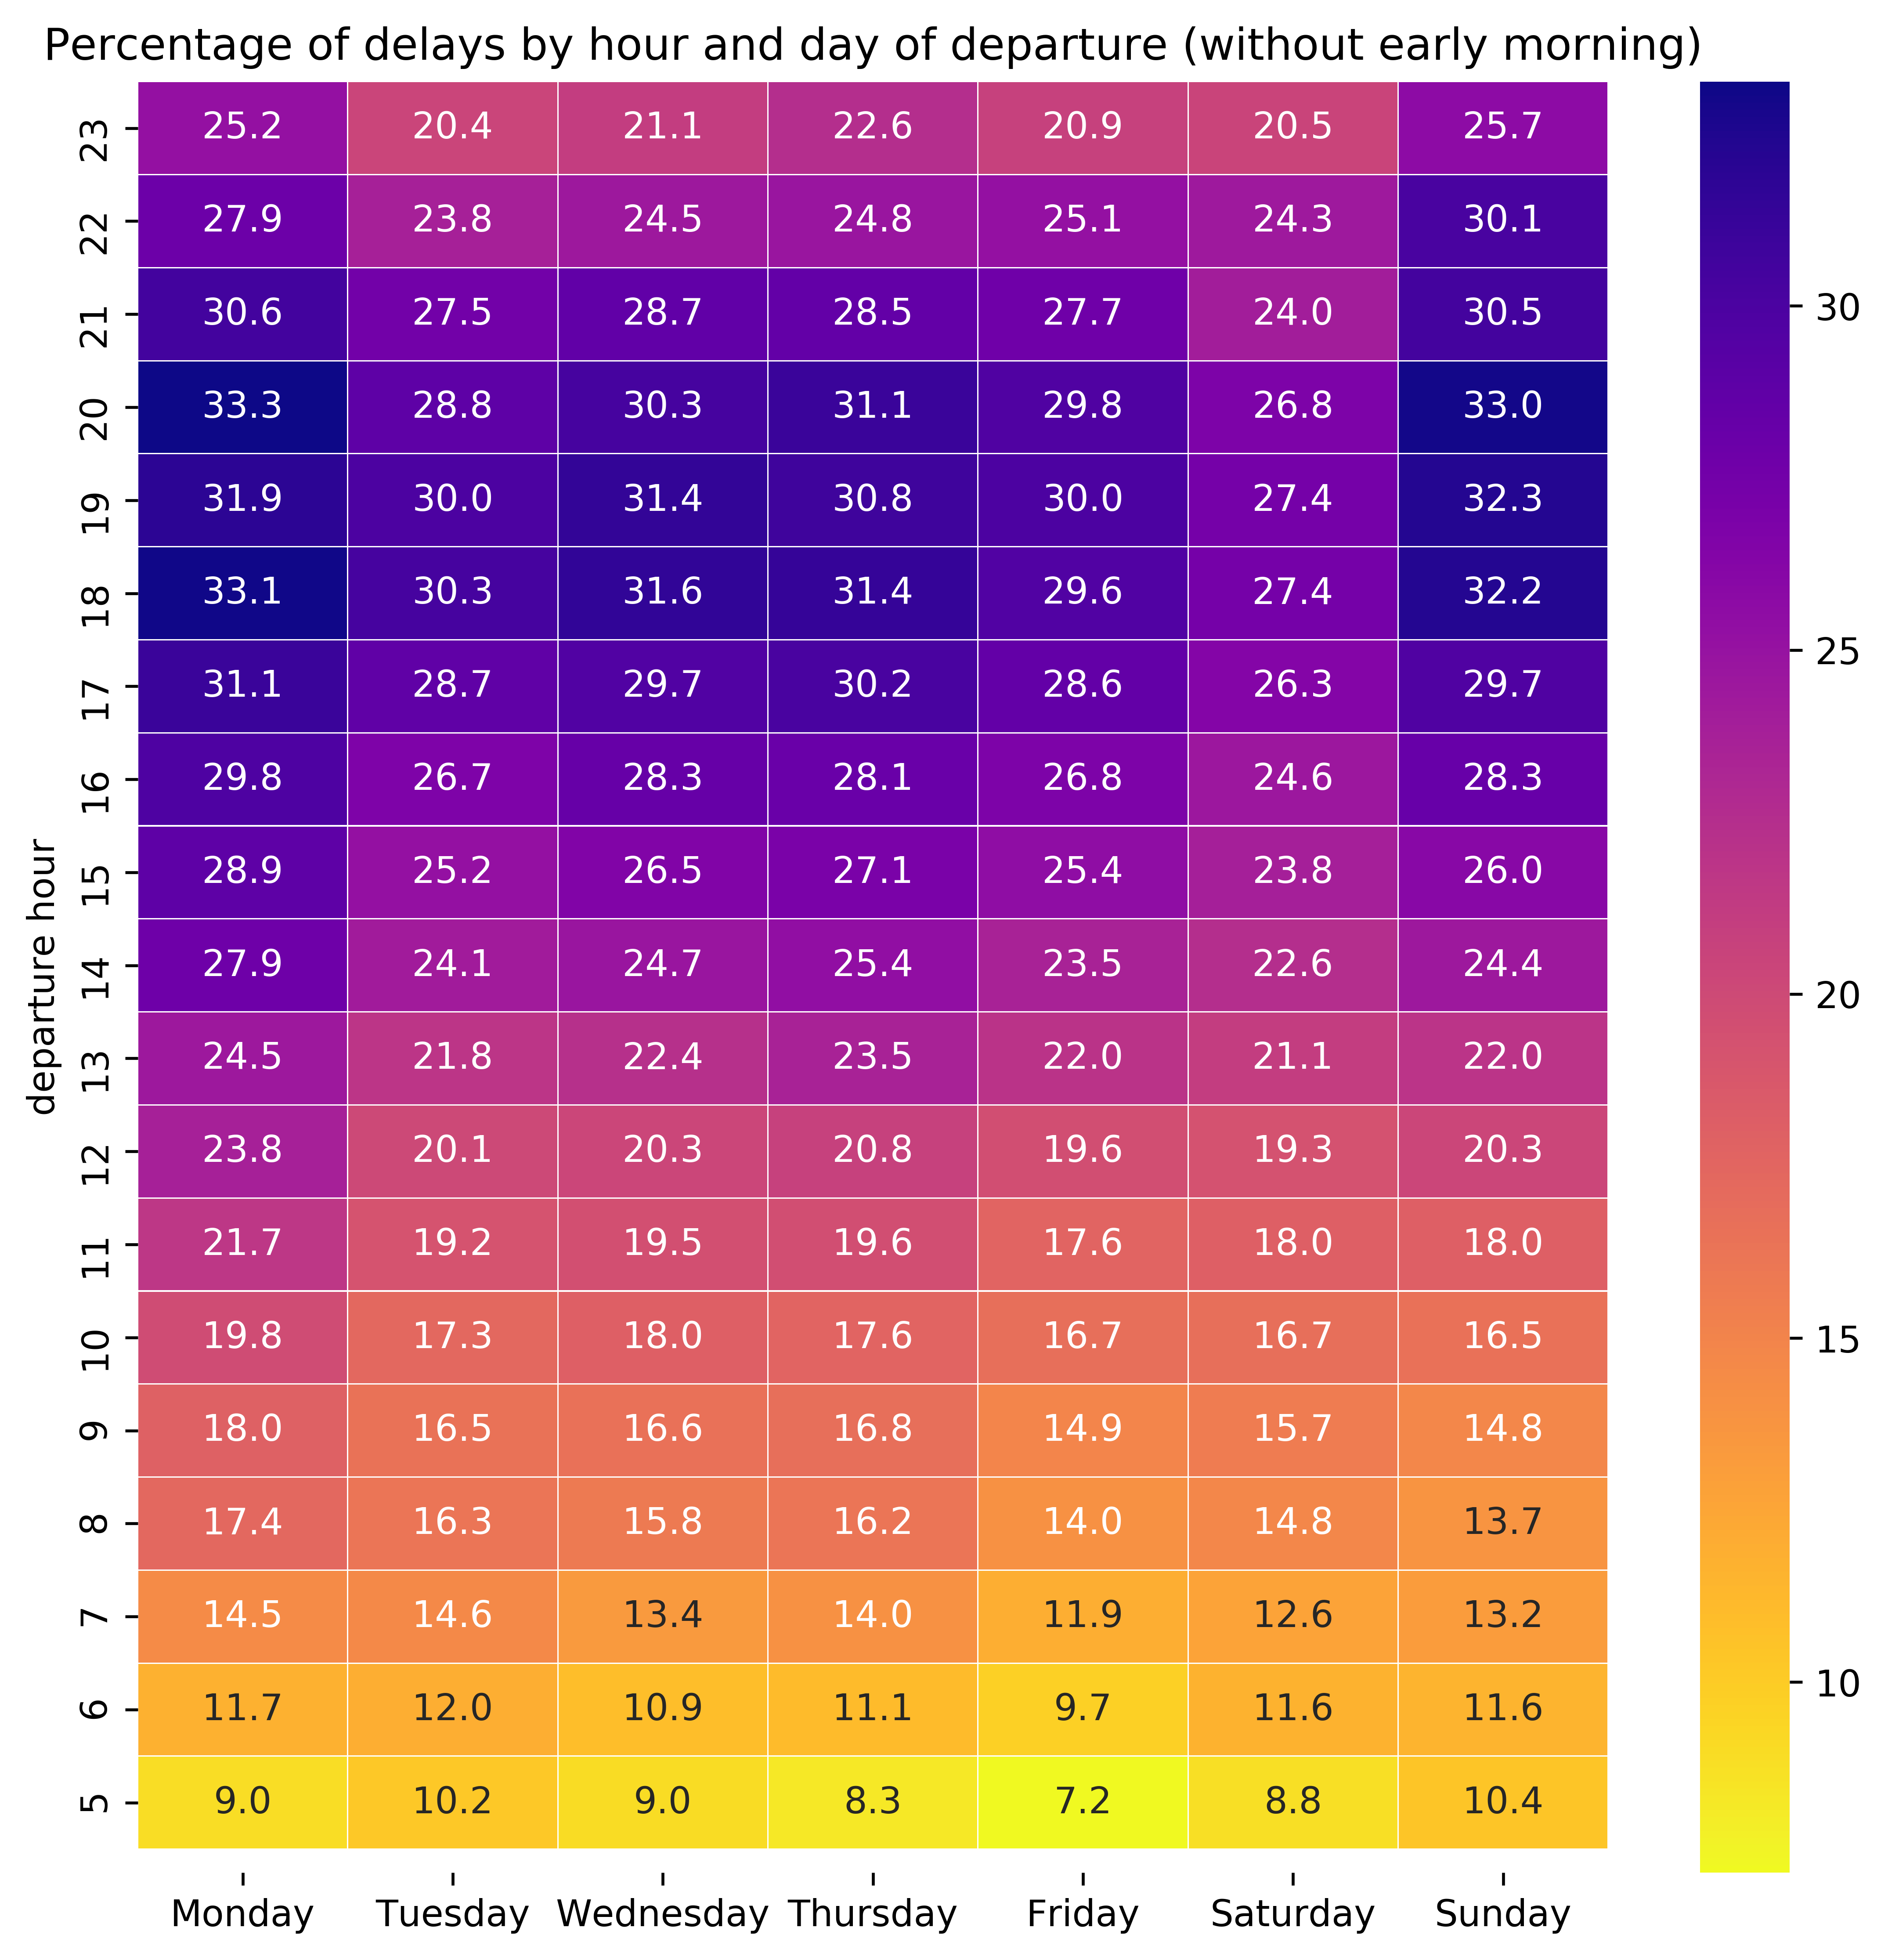 Percentage of delays by hour and day of departure (without early morning)
23 25.2 20.4 21.1 22.6 20.9 20.5 25.7
22 27.9 23.8 24.5 24.8 25.1 24.3 30.1
21 30.6 27.5 28.7 28.5 27.7 24.0 30.5
20 33.3 28.8 30.3 31.1 29.8 26.8 33.0
19 31.9 30.0 31.4 30.8 30.0 27.4 32.3
18 33.1 30.3 31.6 31.4 29.6 27.4 32.2
17 31.1 28.7 29.7 30.2 28.6 26.3 29.7
16 29.8 26.7 28.3 28.1 26.8 24.6 28.3
15 28.9 25.2 26.5 27.1 25.4 23.8 26.0
14 27.9 24.1 24.7 25.4 23.5 22.6 24.4
13 24.5 21.8 22.4 23.5 22.0 21.1 22.0
12 23.8 20.1 20.3 20.8 19.6 19.3 20.3
11 21.7 19.2 19.5 19.6 17.6 18.0 18.0
10 19.8 17.3 18.0 17.6 16.7 16.7 16.5
9 18.0 16.5 16.6 16.8 14.9 15.7 14.8
8 17.4 16.3 15.8 16.2 14.0 14.8 13.7
7 14.5 14.6 13.4 14.0 11.9 12.6 13.2
6 11.7 12.0 10.9 11.1 9.7 11.6 11.6
5 9.0 10.2 9.0 8.3 7.2 8.8 10.4
Monday Tuesday Wednesday Thursday Friday Saturday Sunday
departure hour
30
25
20
15
10